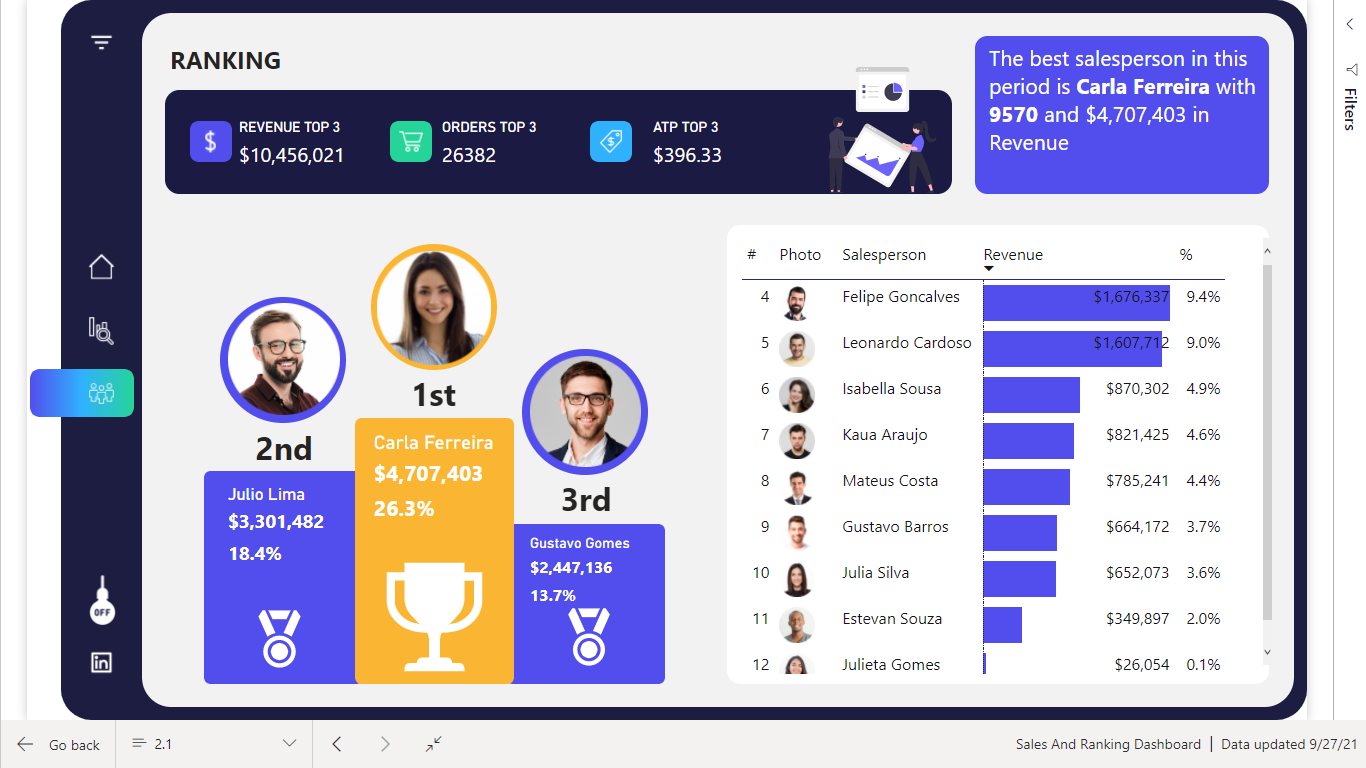 RANKING
The best salesperson in this
period is Carla Ferreira with
9570 and $4,707,403 in
Revenue
Filters
REVENUE TOP 3
$10,456,021
ORDERS TOP 3
26382
ATP TOP 3
$396.33
1st
Carla Ferreira
$4,707,403
26.3%
2nd
Julio Lima
$3,301,482
18.4%
3rd
Gustavo Gomes
$2,447,136
13.7%
# Photo Salesperson Revenue %
4 Felipe Goncalves $1,676,337 9.4%
5 Leonardo Cardoso $1,607,712 9.0%
6 Isabella Sousa $870,302 4.9%
7 Kaua Araujo $821,425 4.6%
8 Mateus Costa $785,241 4.4%
9 Gustavo Barros $664,172 3.7%
10 Julia Silva $652,073 3.6%
11 Estevan Souza $349,897 2.0%
12 Julieta Gomes $26,054 0.1%
OFF
in
Go back
2.1
Sales And Ranking Dashboard | Data updated 9/27/21